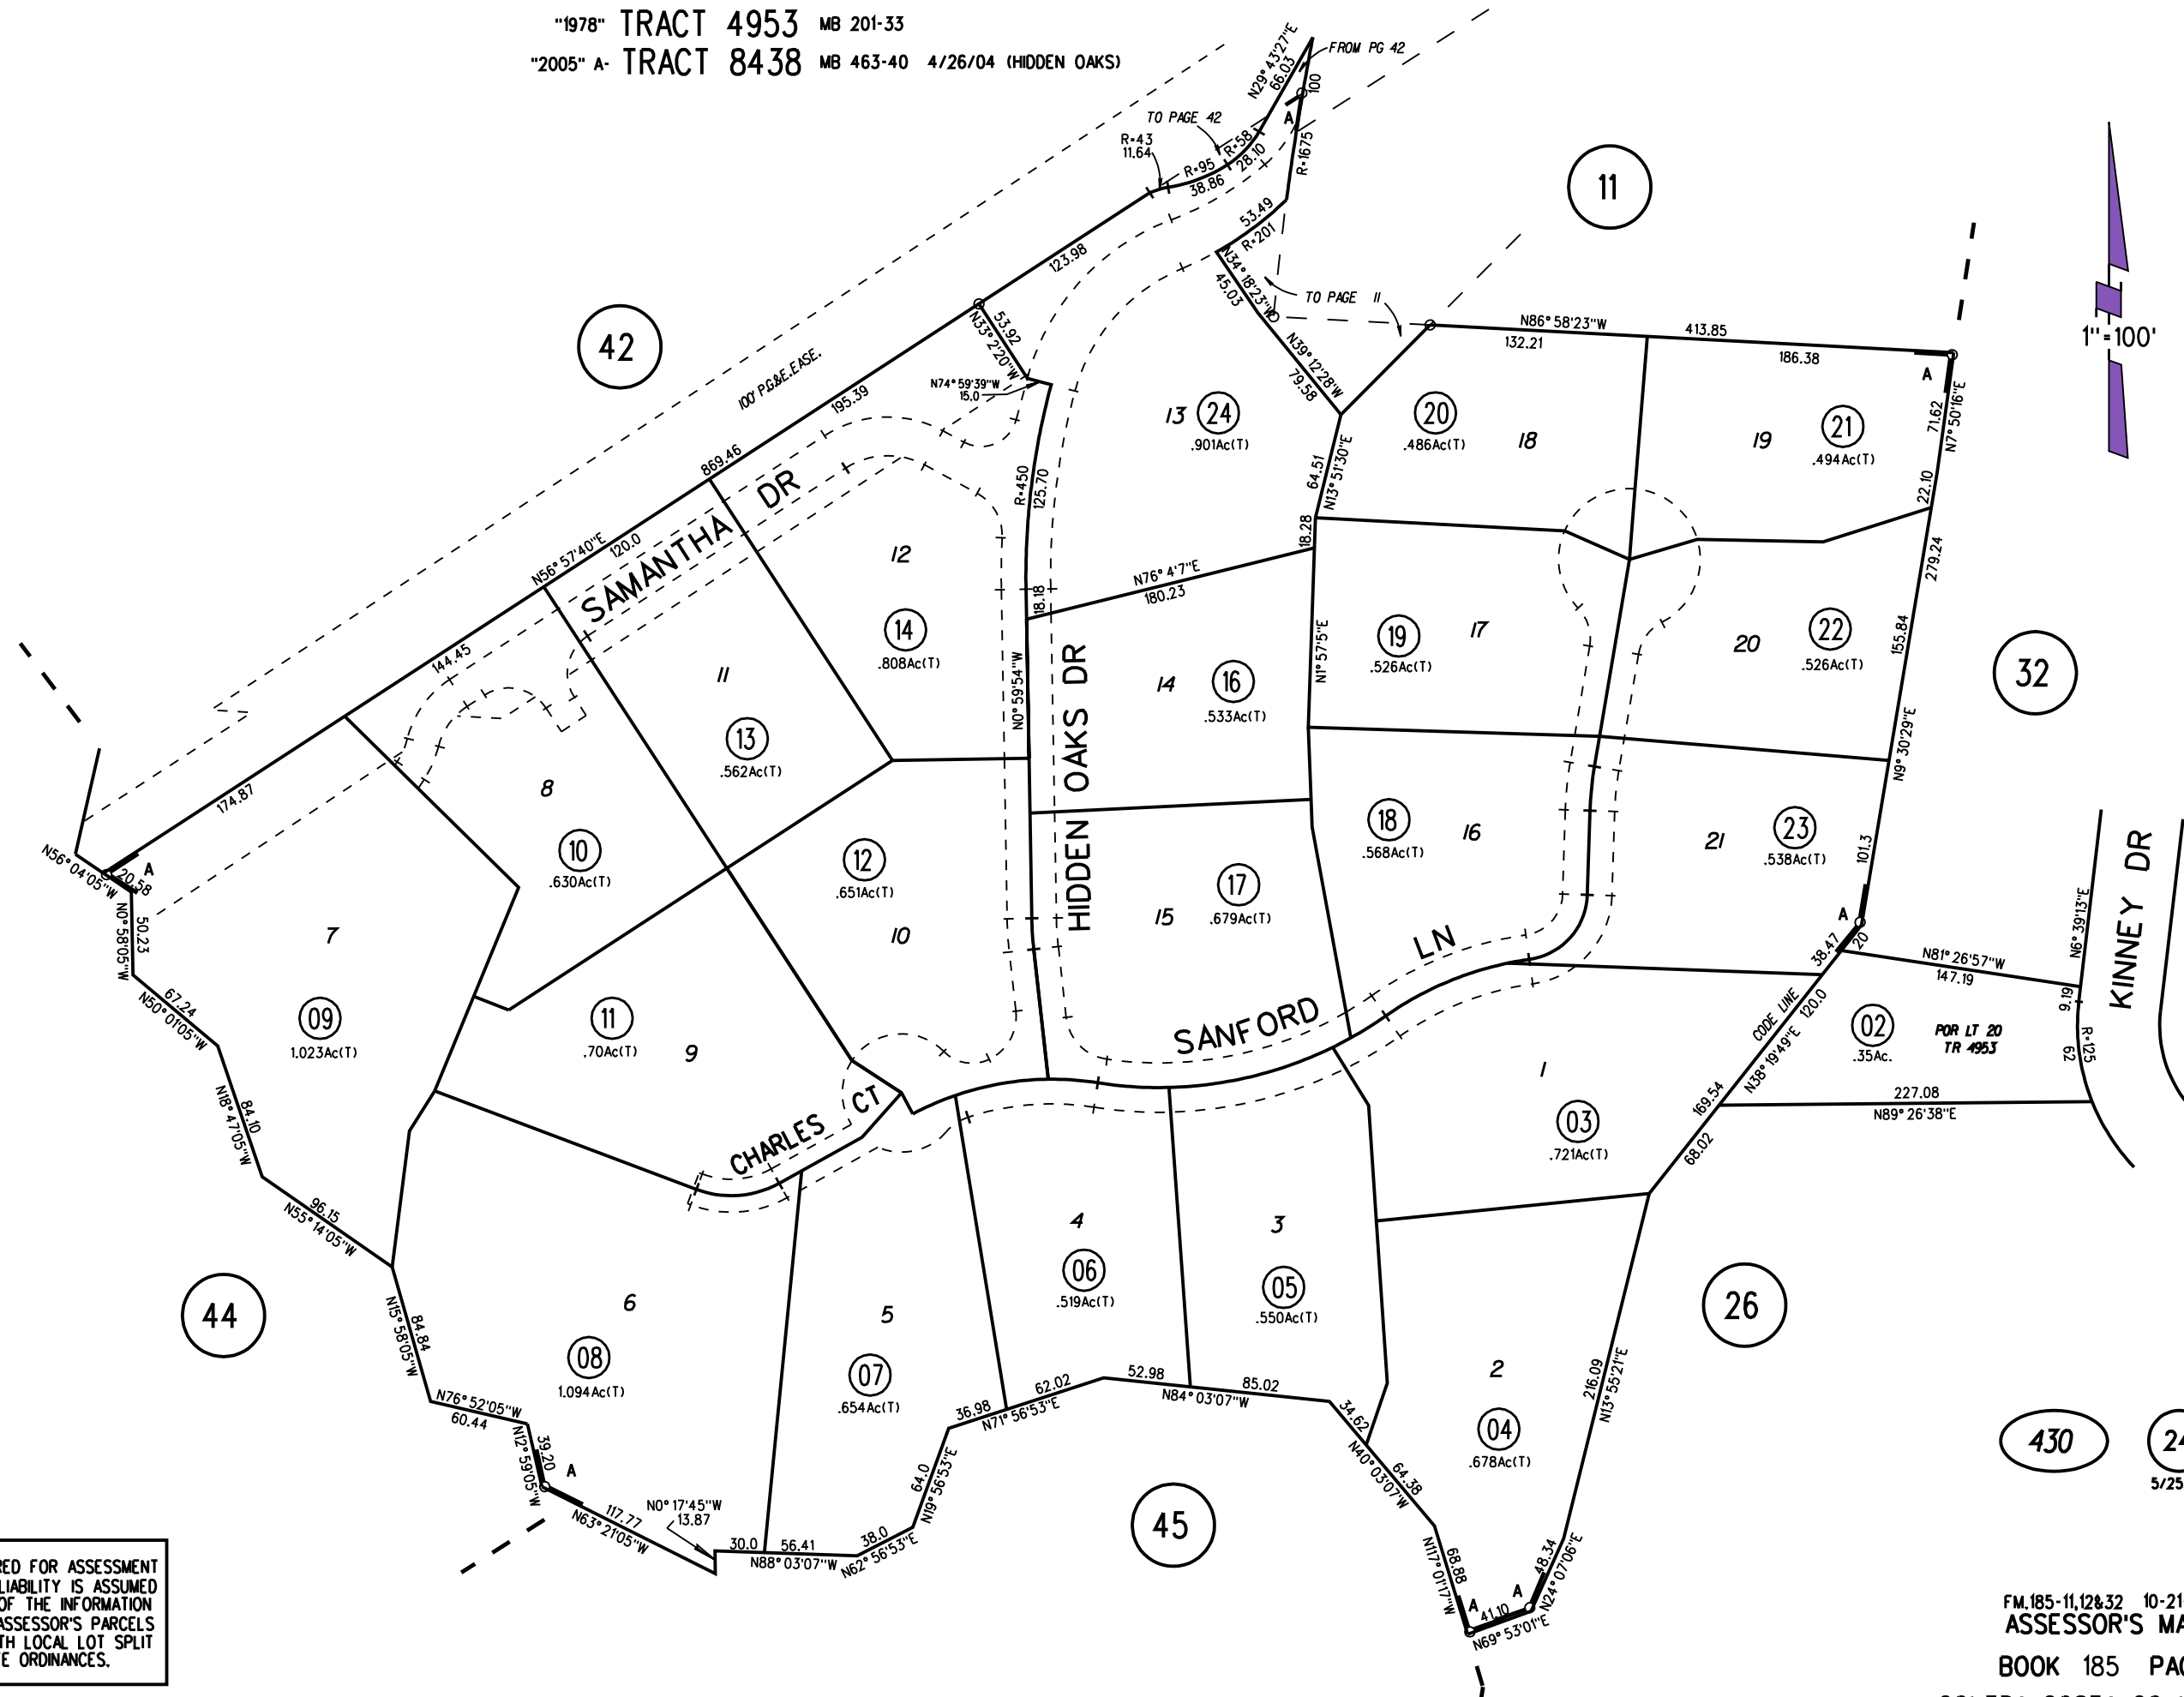 "1978" TRACT 4953 MB 201-33
"2005" A- TRACT 8438 MB 463-40 4/26/04 (HIDDEN OAKS)
N29°43'27"E
66.03
FROM PG 42
100
A
TO PAGE 42
R=43
11.64
R=95
38.86
R=58
28.10
R=1675
53.49
R=201
11
123.98
N34°18'23"W
45.03
TO PAGE 11
42
53.92
N33°2'20"W
N74°59'39"W
15.0
N39°12'28"W
79.58
N86°58'23"W
413.85
132.21
186.38
A
1"=100'
100' P.G.&E. EASE.
195.39
869.46
13
24
.901Ac(T)
20
.486Ac(T)
18
19
21
.494Ac(T)
71.62
N7°50'16"E
22.10
64.51
N13°51'30"E
18.28
R=450
125.70
SAMANTHA DR
N56°57'40"E
120.0
12
14
.808Ac(T)
N76°4'7"E
180.23
18.18
279.24
144.45
11
13
.562Ac(T)
N0°59'54"W
HIDDEN OAKS DR
14
16
.533Ac(T)
N1°57'5"E
19
.526Ac(T)
17
20
22
.526Ac(T)
155.84
N9°30'29"E
32
174.87
8
10
.630Ac(T)
12
.651Ac(T)
10
15
17
.679Ac(T)
18
.568Ac(T)
16
21
23
.538Ac(T)
101.3
A
N56°04'05"W
20.58
A
50.23
N0°58'05"W
7
09
1.023Ac(T)
67.24
N50°01'05"W
11
.70Ac(T)
9
SANFORD LN
38.47
20
N81°26'57"W
147.19
N6°39'13"E
KINNEY DR
9.19
R=125
62
CODE LINE
120.0
N38°19'49"E
02
.35Ac.
POR LT 20
TR 4953
169.54
227.08
N89°26'38"E
68.02
84.10
N18°47'05"W
CHARLES CT
1
03
.721Ac(T)
96.15
N55°14'05"W
44
84.84
N15°58'05"W
6
08
1.094Ac(T)
5
07
.654Ac(T)
4
06
.519Ac(T)
3
05
.550Ac(T)
2
04
.678Ac(T)
26
216.09
N13°55'21"E
N76°52'05"W
60.44
39.20
N12°59'05"W
A
117.77
N63°21'05"W
N0°17'45"W
13.87
30.0
56.41
N88°03'07"W
38.0
N62°56'53"E
64.0
N19°56'53"E
36.98
62.02
N71°56'53"E
52.98
85.02
N84°03'07"W
34.62
64.38
N40°03'07"W
45
68.88
N117°01'17"W
A
41.10
N69°53'01"E
A
48.34
N24°07'06"E
430
24
5/25
RED FOR ASSESSMENT
LIABILITY IS ASSUMED
OF THE INFORMATION
ASSESSOR'S PARCELS
TH LOCAL LOT SPLIT
E ORDINANCES.
FM.185-11,12&32 10-21
ASSESSOR'S MA
BOOK 185 PAG